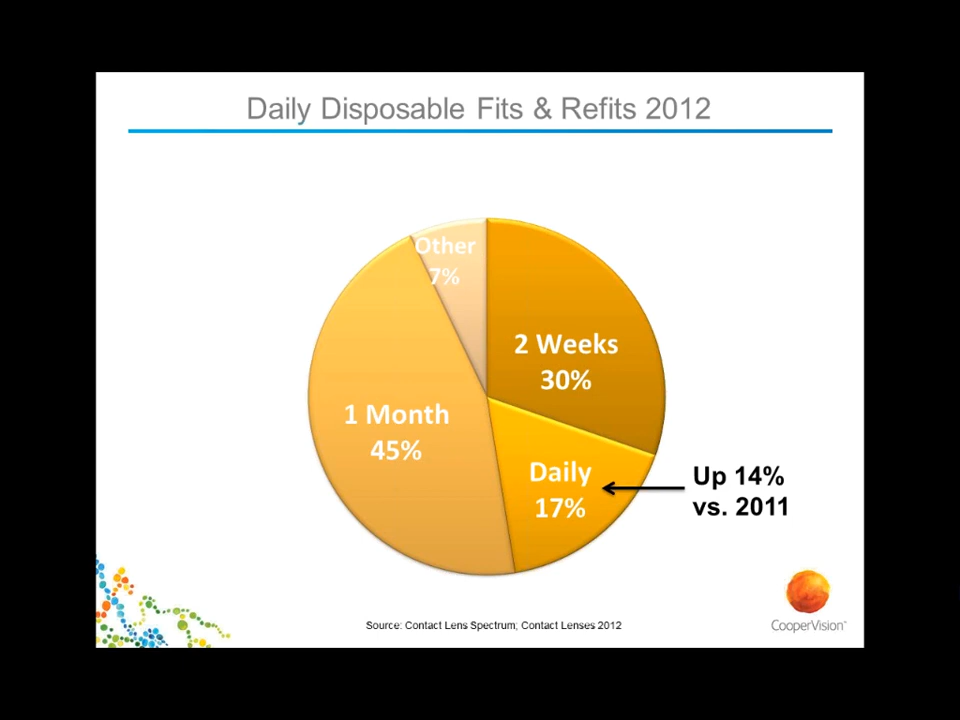 Daily Disposable Fits & Refits 2012
Other
7%
2 Weeks
30%
1 Month
45%
Daily
17%
Up 14%
vs. 2011
Source: Contact Lens Spectrum; Contact Lenses 2012
CooperVision™